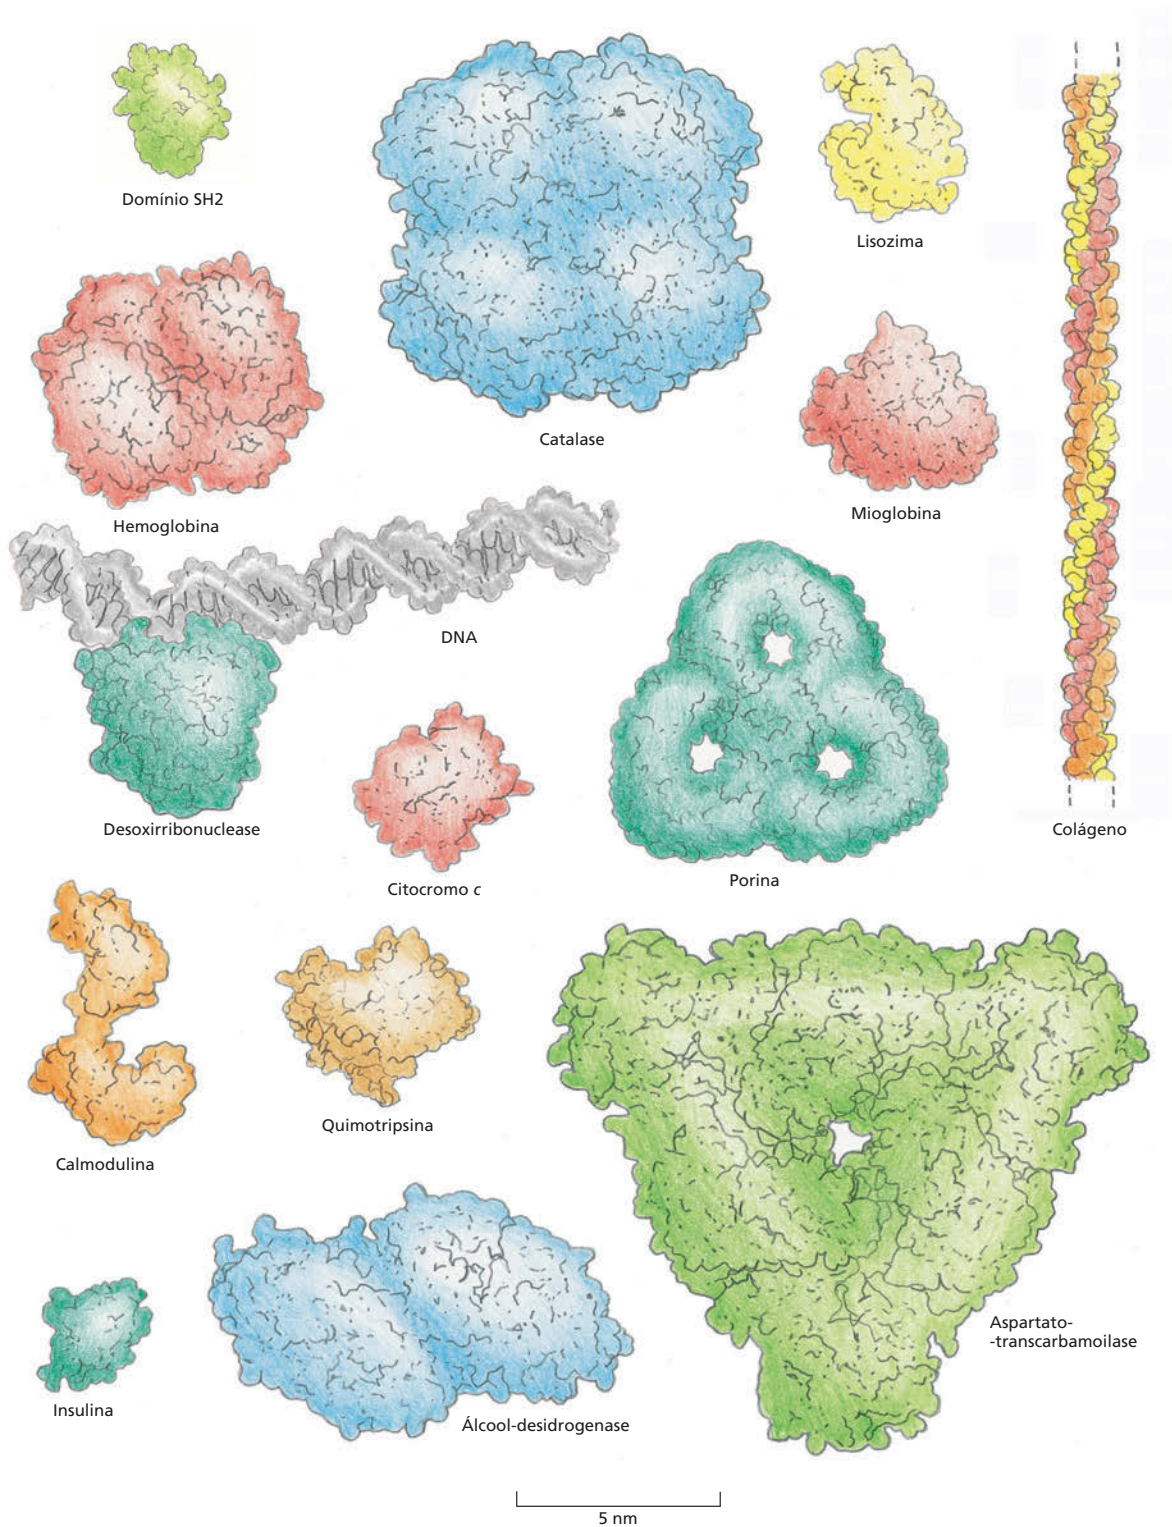 Domínio SH2
Lisozima
Catalase
Mioglobina
Hemoglobina
DNA
Desoxirribonuclease
Colágeno
Citocromo c
Porina
Quimotripsina
Calmodulina
Aspartato-
-transcarbamoilase
Insulina
Álcool-desidrogenase
5 nm